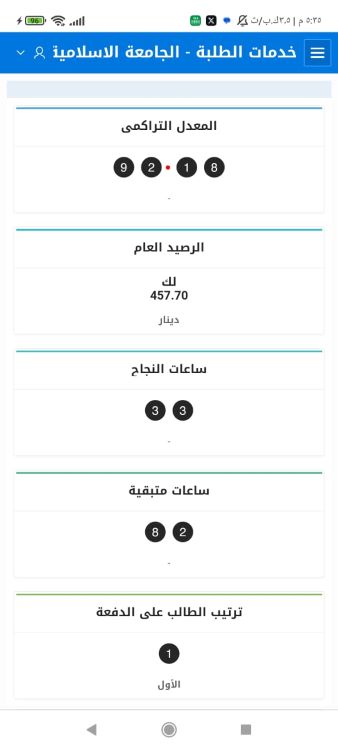 ٥:٣٥ م | ٣.٥ك.ب/ث
96
خدمات الطلبة - الجامعة الاسلامية
المعدل التراكمى
9 2 . 1 8
-
الرصيد العام
لك
457.70
دينار
ساعات النجاح
3 3
-
ساعات متبقية
8 2
-
ترتيب الطالب على الدفعة
1
الأول